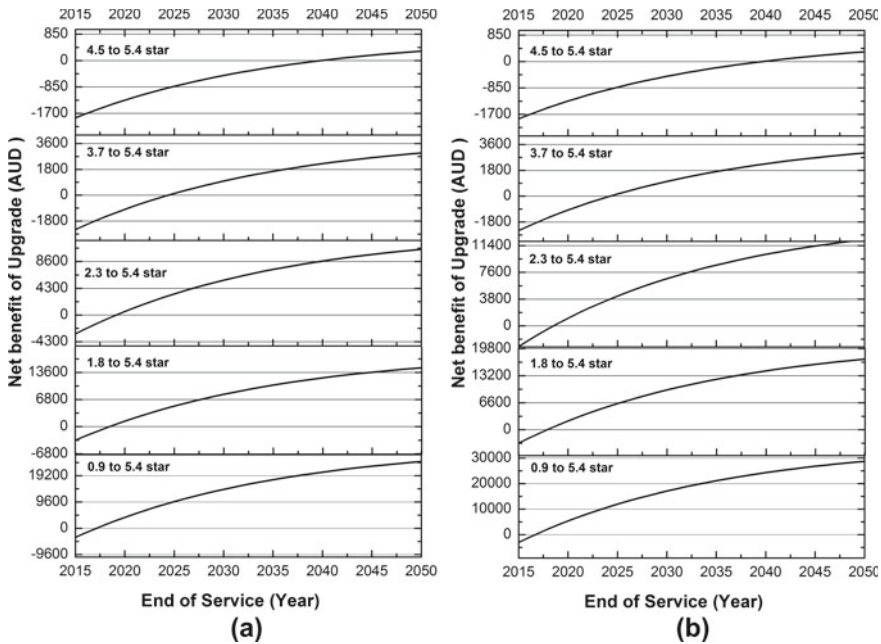 2015 2020 2025 2030 2035 2040 2045 2050
850
4.5 to 5.4 star
0
-850
-1700
3600
3.7 to 5.4 star
1800
0
-1800
8600
2.3 to 5.4 star
4300
0
-4300
1.8 to 5.4 star
13600
6800
0
-6800
0.9 to 5.4 star
19200
9600
0
-9600
2015 2020 2025 2030 2035 2040 2045 2050
Net benefit of Upgrade (AUD )
End of Service (Year)
(a)
2015 2020 2025 2030 2035 2040 2045 2050
850
4.5 to 5.4 star
0
-850
-1700
3600
3.7 to 5.4 star
1800
0
-1800
11400
2.3 to 5.4 star
7600
3800
0
19800
1.8 to 5.4 star
13200
6600
0
30000
0.9 to 5.4 star
20000
10000
0
2015 2020 2025 2030 2035 2040 2045 2050
Net benefit of Upgrade (AUD )
End of Service (Year)
(b)